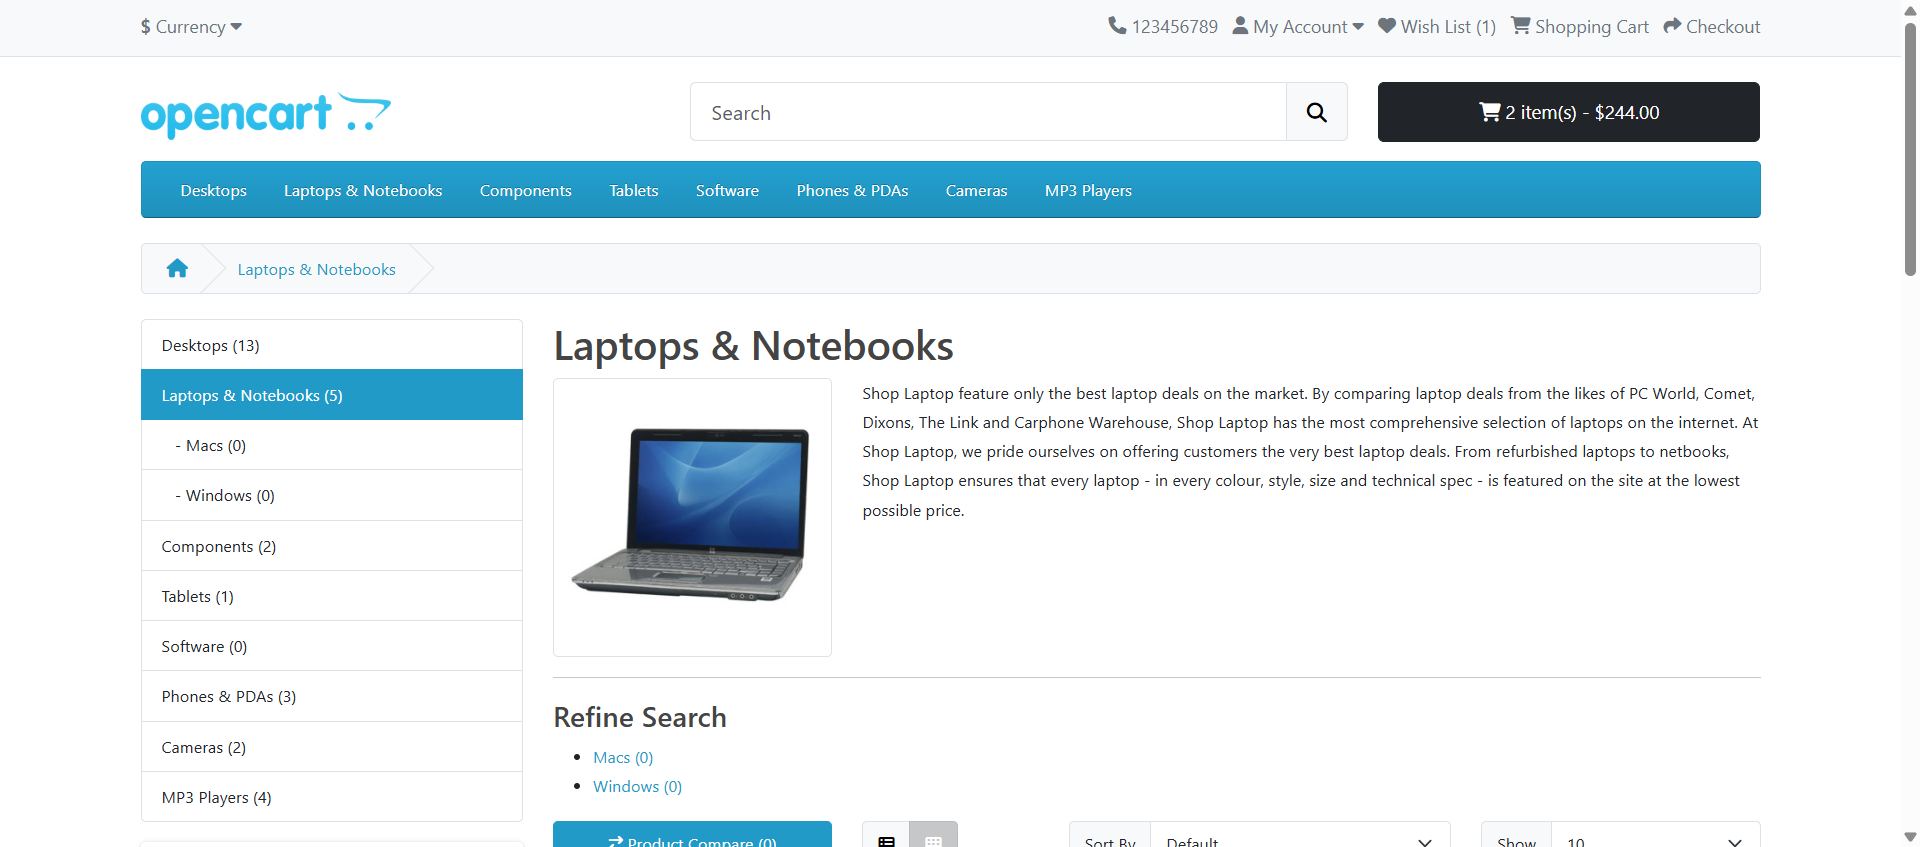 $ Currency
123456789 My Account Wish List (1) Shopping Cart Checkout
opencart
Search
2 item(s) - $244.00
Desktops Laptops & Notebooks Components Tablets Software Phones & PDAs Cameras MP3 Players
Laptops & Notebooks
Desktops (13)
Laptops & Notebooks (5)
- Macs (0)
- Windows (0)
Components (2)
Tablets (1)
Software (0)
Phones & PDAs (3)
Cameras (2)
MP3 Players (4)
Laptops & Notebooks
Shop Laptop feature only the best laptop deals on the market. By comparing laptop deals from the likes of PC World, Comet,
Dixons, The Link and Carphone Warehouse, Shop Laptop has the most comprehensive selection of laptops on the internet. At
Shop Laptop, we pride ourselves on offering customers the very best laptop deals. From refurbished laptops to netbooks,
Shop Laptop ensures that every laptop - in every colour, style, size and technical spec - is featured on the site at the lowest
possible price.
Refine Search
Macs (0)
Windows (0)
Product Compare (0)
Sort By Default
Show 10